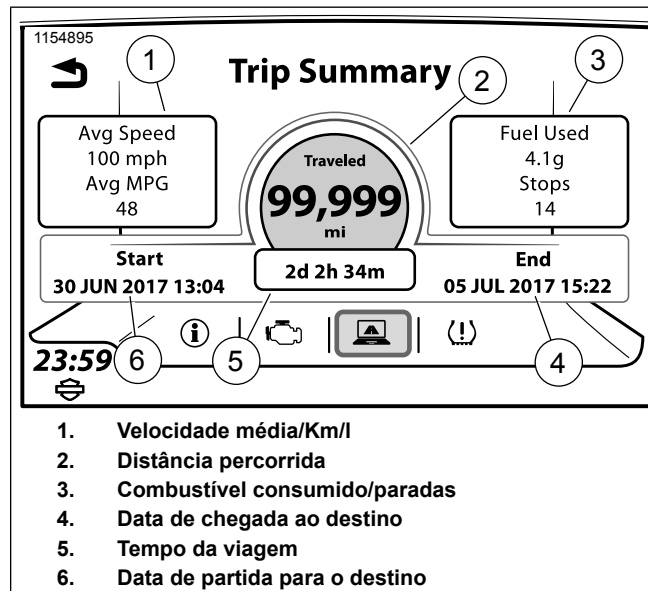 1154895
1
Trip Summary
2
3
Avg Speed
100 mph
Avg MPG
48
Traveled
99,999
mi
Fuel Used
4.1g
Stops
14
Start
30 JUN 2017 13:04
2d 2h 34m
End
05 JUL 2017 15:22
23:59
6
5
4
1. Velocidade média/Km/l
2. Distância percorrida
3. Combustível consumido/paradas
4. Data de chegada ao destino
5. Tempo da viagem
6. Data de partida para o destino